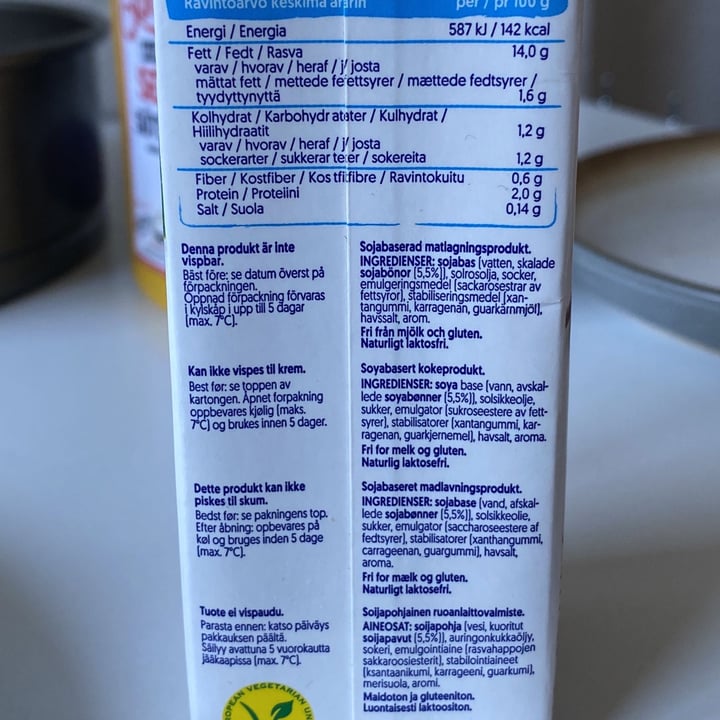 Ravintoarvo keskimäärin per / pr 100 g
Energi / Energia 587 kJ / 142 kcal
Fett / Fedt / Rasva 14,0 g
varav / hvorav / heraf / joista
mättat fett / mettede fettsyrer / mættede fedtsyrer /
tyydyttynyttä 1,6 g
Kolhydrat / Karbohydrater / Kulhydrat /
Hiilihydraatit 1,2 g
varav / hvorav / heraf / joista
sockerarter / sukkerarter / sokereita 1,2 g
Fiber / Kostfiber / Kostfibre / Ravintokuitu 0,6 g
Protein / Proteiini 2,0 g
Salt / Suola 0,14 g
Denna produkt är inte
vispbar.
Bäst före: se datum överst på
förpackningen.
Öppnad förpackning förvaras
i kylskåp i upp till 5 dagar
(max. 7°C).
Sojabaserad matlagningsprodukt.
INGREDIENSER: sojabas (vatten, skalade
sojabönor (5,5%)), solrosolja, socker,
emulgeringsmedel (sackarosestrar av
fettsyror), stabiliseringsmedel (xan-
tangummi, karragenan, guarkärnmjöl),
havssalt, arom.
Fri från mjölk och gluten.
Naturligt laktosfri.
Kan ikke vispes til krem.
Best før: se toppen av
kartongen. Åpnet forpakning
oppbevares kjølig (maks.
7°C) og brukes innen 5 dager.
Soyabasert kokeprodukt.
INGREDIENSER: soya base (vann, avskal-
lede soyabønner (5,5%)), solsikkeolje,
sukker, emulgator (sukroseestere av fett-
syrer), stabilisatorer (xantangummi, kar-
ragenan, guarkjernemel), havsalt, aroma.
Fri for melk og gluten.
Naturlig laktosefri.
Dette produkt kan ikke
piskes til skum.
Bedst før: se pakningens top.
Efter åbning: opbevares på
køl og bruges inden 5 dage
(max. 7°C).
Sojabaseret madlavningsprodukt.
INGREDIENSER: sojabase (vand, afskal-
lede sojabønner (5,5%)), solsikkeolie,
sukker, emulgator (saccharoseestere af
fedtsyrer), stabilisatorer (xanthangummi,
carrageenan, guargummi), havsalt,
aroma.
Fri for mælk og gluten.
Naturligt laktosefri.
Tuote ei vispaudu.
Parasta ennen: katso päiväys
pakkauksen päältä.
Säilyy avattuna 5 vuorokautta
jääkaapissa (max. 7°C).
Soijapohjainen ruoanlaittovalmiste.
AINEOSAT: soijapohja (vesi, kuoritut
soijapavut (5,5%)), auringonkukkaöljy,
sokeri, emulgointiaine (rasvahappojen
sakkaroosiesterit), stabilointiaineet
(ksantaanikumi, karrageeni, guarkumi),
merisuola, aromi.
Maidoton ja gluteeniton.
Luontaisesti laktoositon.
VEGETARIAN